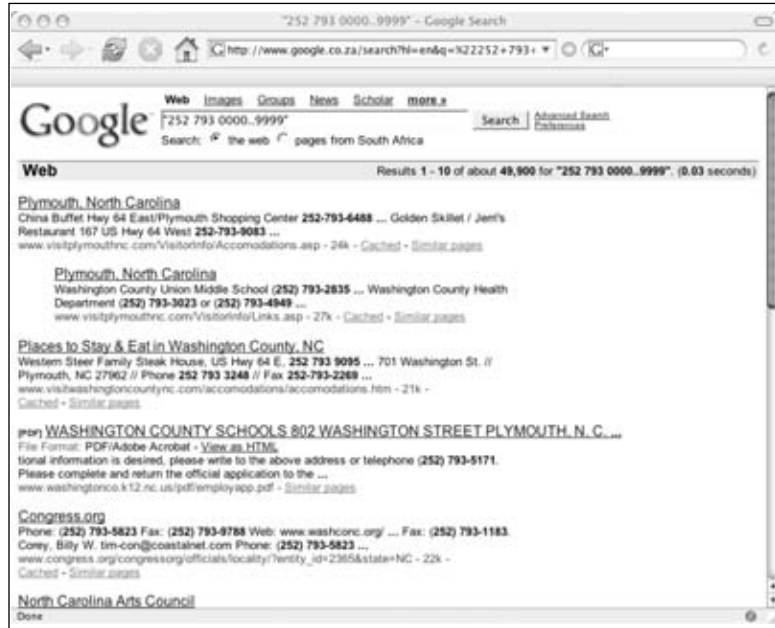 "252 793 0000..9999" - Google Search
G http://www.google.co.za/search?hl=en&q=%22252+793+ G
Google
Web Images Groups News Scholar more »
"252 793 0000..9999" Search Advanced Search
Preferences
Search: the web pages from South Africa
Web Results 1 - 10 of about 49,900 for "252 793 0000..9999". (0.03 seconds)
Plymouth, North Carolina
China Buffet Hwy 64 East/Plymouth Shopping Center 252-793-6488 ... Golden Skillet / Jem's
Restaurant 167 US Hwy 64 West 252-793-9083 ...
www.visitplymouthnc.com/VisitorInfo/Accomodations.asp - 24k - Cached - Similar pages
Plymouth, North Carolina
Washington County Union Middle School (252) 793-2835 ... Washington County Health
Department (252) 793-3023 or (252) 793-4949 ...
www.visitplymouthnc.com/VisitorInfo/Links.asp - 27k - Cached - Similar pages
Places to Stay & Eat in Washington County, NC
Western Steer Family Steak House, US Hwy 64 E, 252 793 9095 ... 701 Washington St. //
Plymouth, NC 27962 // Phone 252 793 3248 // Fax 252-793-2269 ...
www.visitwashingtoncountync.com/accomodations/accomodations.htm - 21k -
Cached - Similar pages
[PDF] WASHINGTON COUNTY SCHOOLS 802 WASHINGTON STREET PLYMOUTH, N. C. ...
File Format: PDF/Adobe Acrobat - View as HTML
tional information is desired, please write to the above address or telephone (252) 793-5171.
Please complete and return the official application to the ...
www.washingtonco.k12.nc.us/pdf/employapp.pdf - Similar pages
Congress.org
Phone: (252) 793-5823 Fax: (252) 793-9788 Web: www.washconc.org/ ... Fax: (252) 793-1183.
Corey, Billy W. tim-con@coastalnet.com Phone: (252) 793-5823 ...
www.congress.org/congressorg/officials/locality/?entity_id=2365&state=NC - 22k -
Cached - Similar pages
North Carolina Arts Council
Done